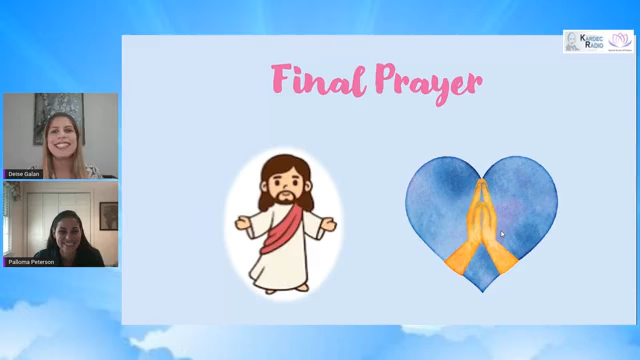 KARDEC
RADIO
Final Prayer
Deise Galan
Palloma Peterson